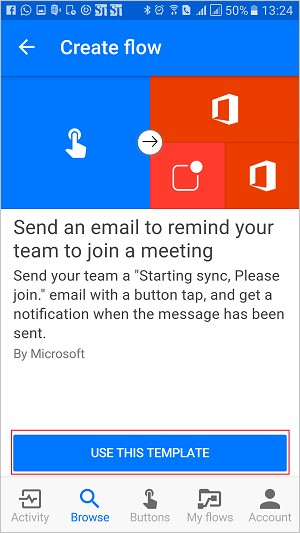 50% 13:24
Create flow
Send an email to remind your
team to join a meeting
Send your team a "Starting sync, Please
join." email with a button tap, and get a
notification when the message has been
sent.
By Microsoft
USE THIS TEMPLATE
Activity Browse Buttons My flows Account